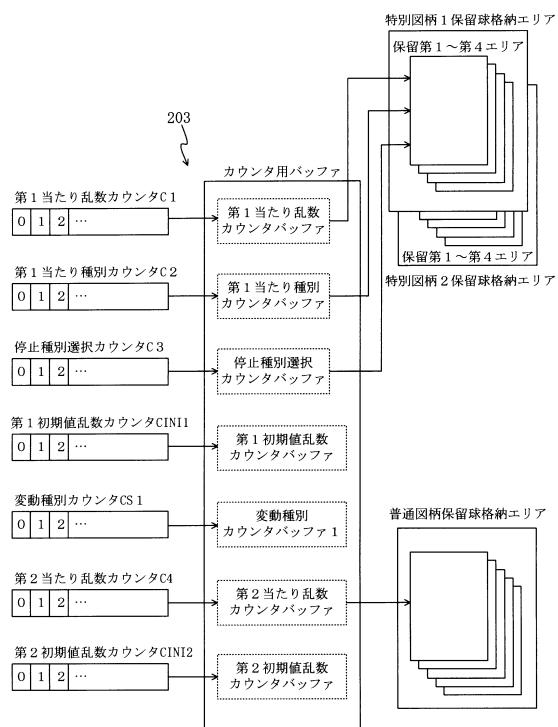 特別図柄1保留球格納エリア
保留第1～第4エリア
203
カウンタ用バッファ
第1当たり乱数カウンタC1
0 1 2 …
第1当たり乱数
カウンタバッファ
保留第1～第4エリア
特別図柄2保留球格納エリア
第1当たり種別カウンタC2
0 1 2 …
第1当たり種別
カウンタバッファ
停止種別選択カウンタC3
0 1 2 …
停止種別選択
カウンタバッファ
第1初期値乱数カウンタCINI1
0 1 2 …
第1初期値乱数
カウンタバッファ
変動種別カウンタCS1
0 1 2 …
変動種別
カウンタバッファ1
普通図柄保留球格納エリア
第2当たり乱数カウンタC4
0 1 2 …
第2当たり乱数
カウンタバッファ
第2初期値乱数カウンタCINI2
0 1 2 …
第2初期値乱数
カウンタバッファ